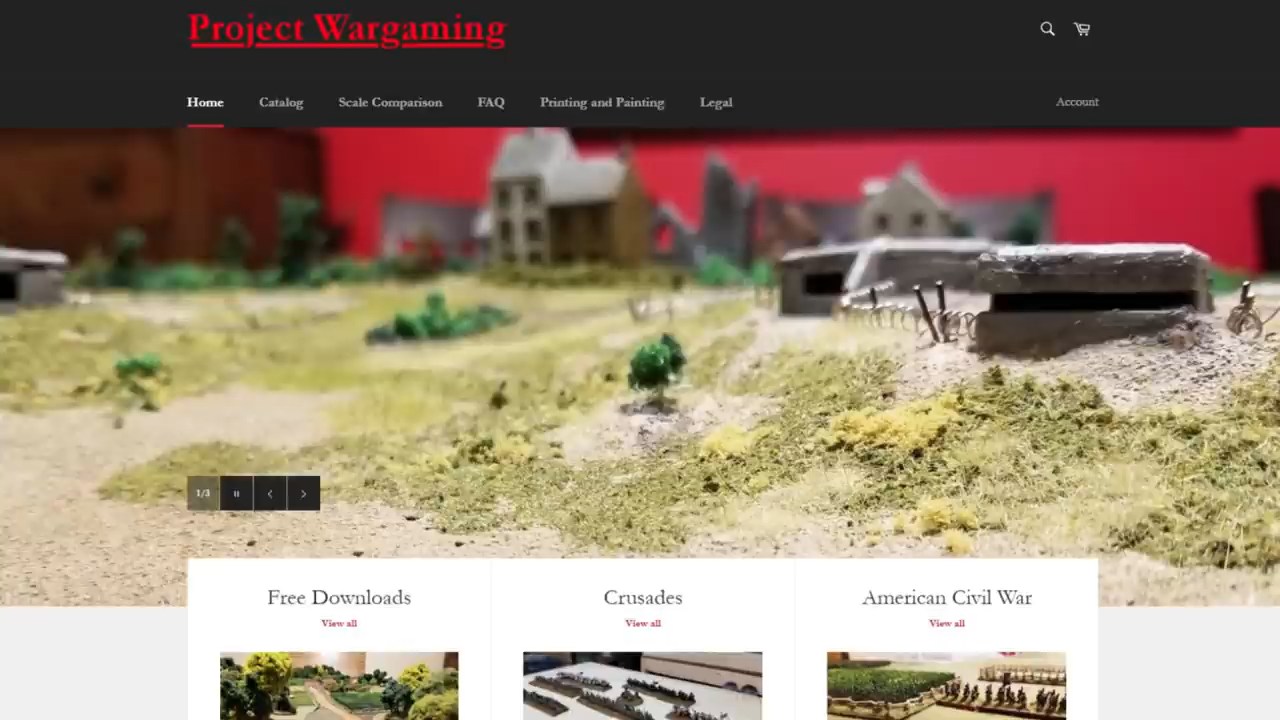 Project Wargaming
Home Catalog Scale Comparison FAQ Printing and Painting Legal Account
1/3
Free Downloads Crusades American Civil War
View all View all View all